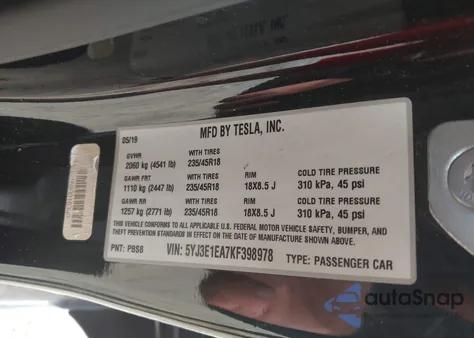 MFD BY TESLA, INC.
05/19
GVWR
2060 kg (4541 lb)
WITH TIRES
235/45R18
GAWR FRT
1110 kg (2447 lb)
WITH TIRES
235/45R18
RIM
18X8.5 J
COLD TIRE PRESSURE
310 kPa, 45 psi
GAWR RR
1257 kg (2771 lb)
WITH TIRES
235/45R18
RIM
18X8.5 J
COLD TIRE PRESSURE
310 kPa, 45 psi
THIS VEHICLE CONFORMS TO ALL APPLICABLE U.S. FEDERAL MOTOR VEHICLE SAFETY, BUMPER, AND
THEFT PREVENTION STANDARDS IN EFFECT ON THE DATE OF MANUFACTURE SHOWN ABOVE.
PNT: PBSB
VIN: 5YJ3E1EA7KF398978
TYPE: PASSENGER CAR
autoSnap